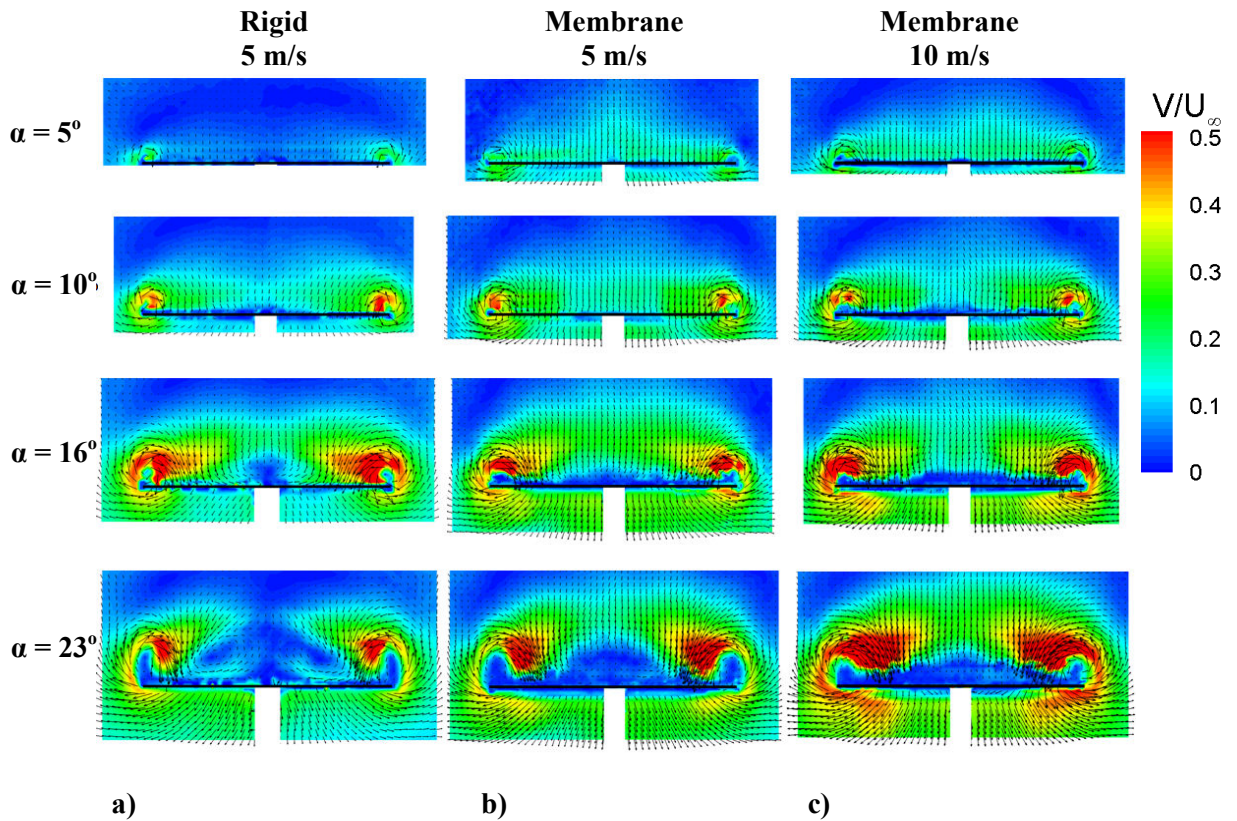 Rigid Membrane Membrane
5 m/s 5 m/s 10 m/s
V/U∞
α = 5º
0.5
0.4
α = 10º
0.3
0.2
0.1
α = 16º
0
α = 23º
a) b) c)